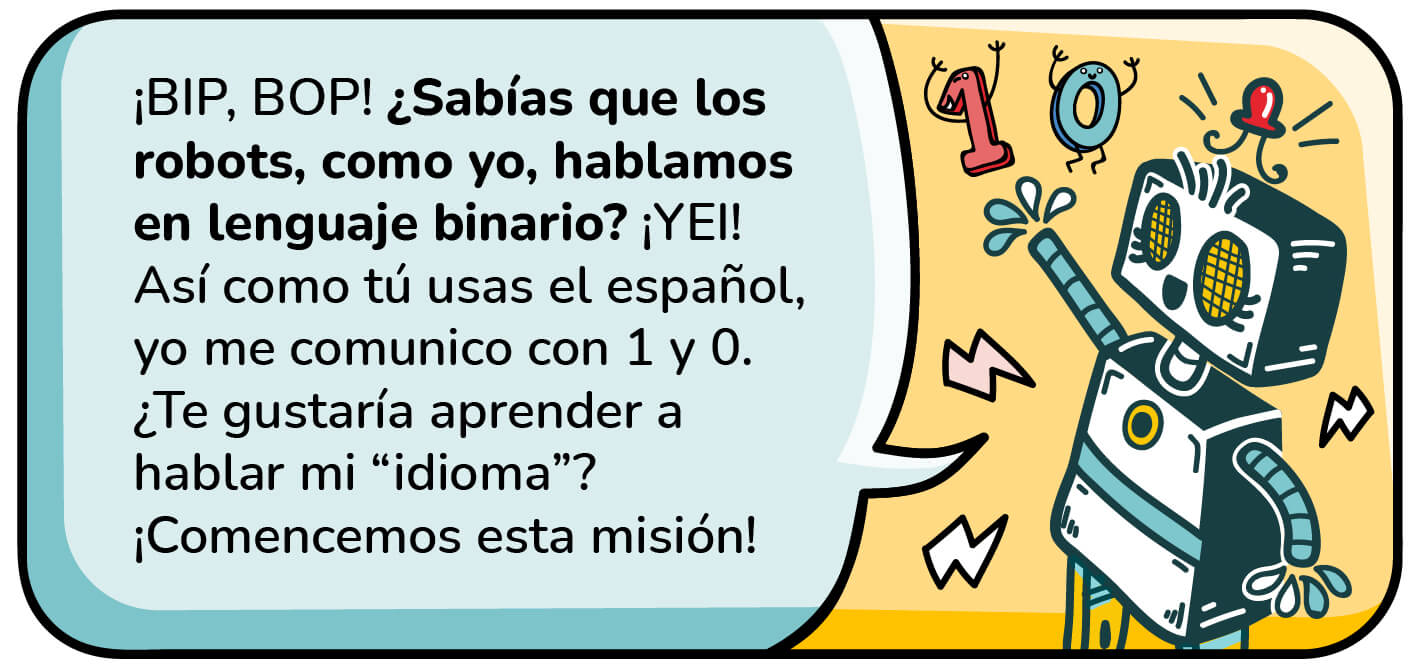 ¡BIP, BOP! ¿Sabías que los
robots, como yo, hablamos
en lenguaje binario? ¡YEI!
Así como tú usas el español,
yo me comunico con 1 y 0.
¿Te gustaría aprender a
hablar mi “idioma”?
¡Comencemos esta misión!
1 0